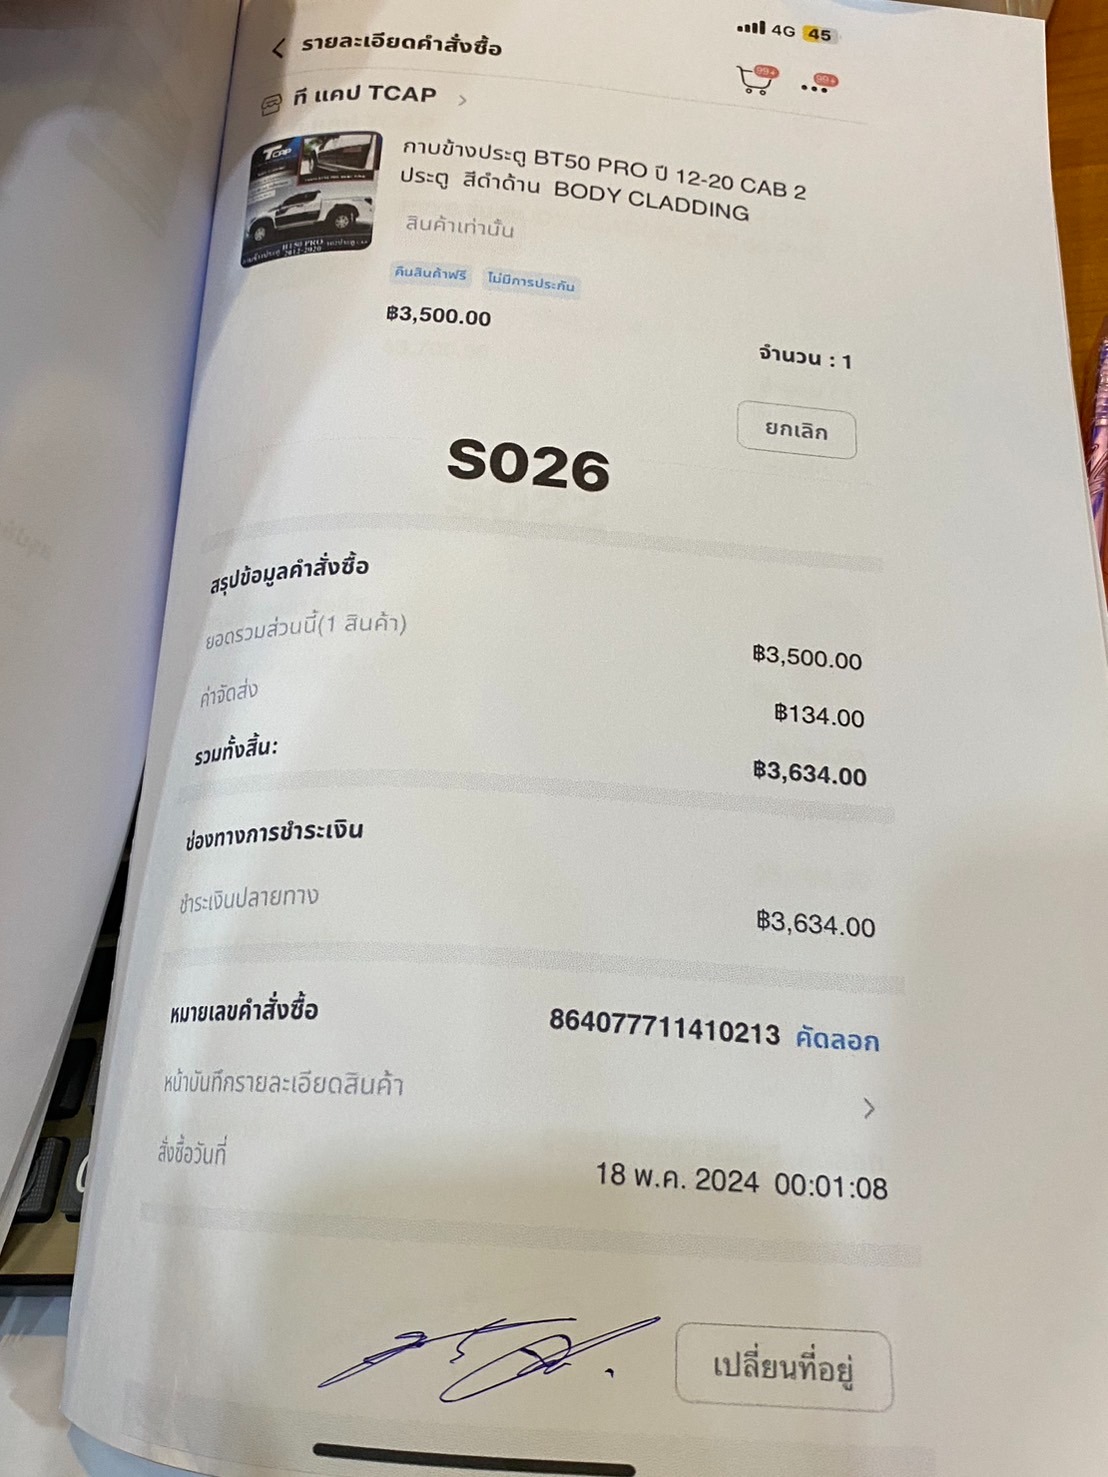 รายละเอียดคำสั่งซื้อ
4G 45
99+ 99+
ที แคป TCAP
กาบข้างประตู BT50 PRO ปี 12-20 CAB 2
ประตู สีดำด้าน BODY CLADDING
สินค้าเท่านั้น
คืนสินค้าฟรี ไม่มีการประกัน
฿3,500.00
จำนวน : 1
ยกเลิก
S026
สรุปข้อมูลคำสั่งซื้อ
ยอดรวมส่วนนี้(1 สินค้า) ฿3,500.00
ค่าจัดส่ง ฿134.00
รวมทั้งสิ้น: ฿3,634.00
ช่องทางการชำระเงิน
ชำระเงินปลายทาง ฿3,634.00
หมายเลขคำสั่งซื้อ 864077711410213 คัดลอก
หน้าบันทึกรายละเอียดสินค้า
สั่งซื้อวันที่ 18 พ.ค. 2024 00:01:08
เปลี่ยนที่อยู่